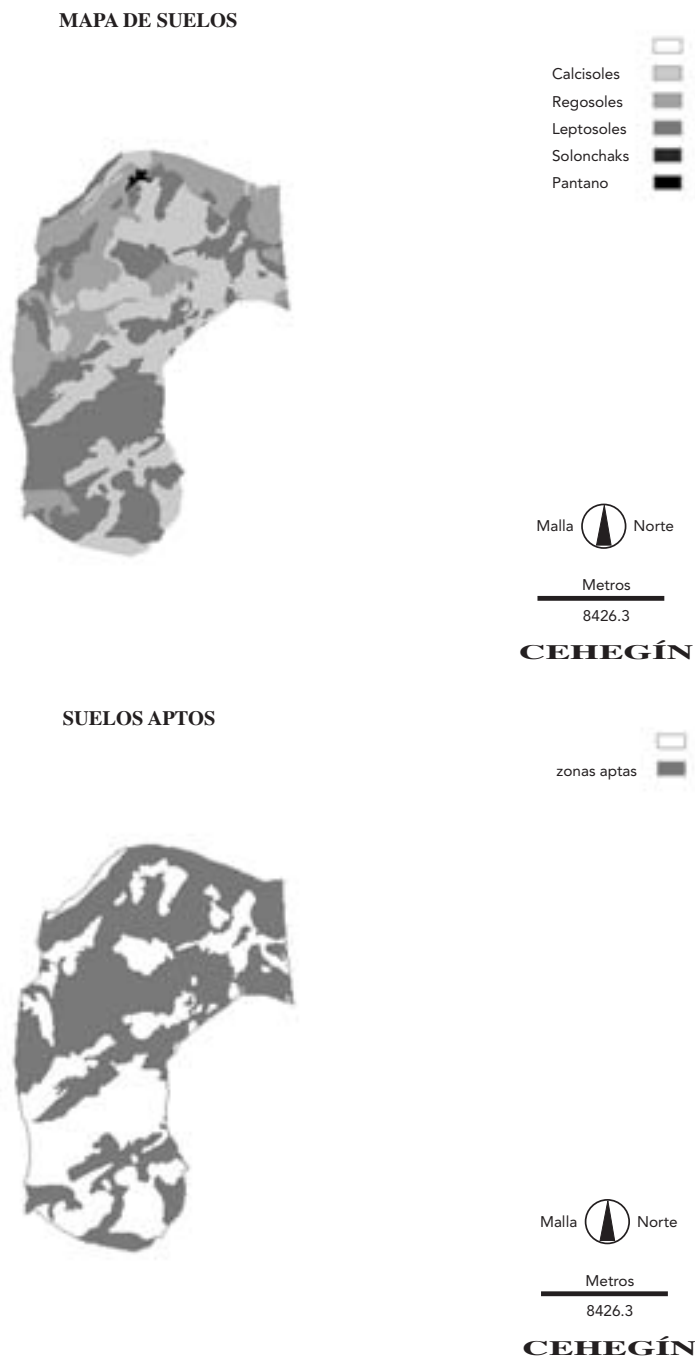 MAPA DE SUELOS
Calcisoles
Regosoles
Leptosoles
Solonchaks
Pantano
Malla Norte
Metros
8426.3
CEHEGÍN
SUELOS APTOS
zonas aptas
Malla Norte
Metros
8426.3
CEHEGÍN